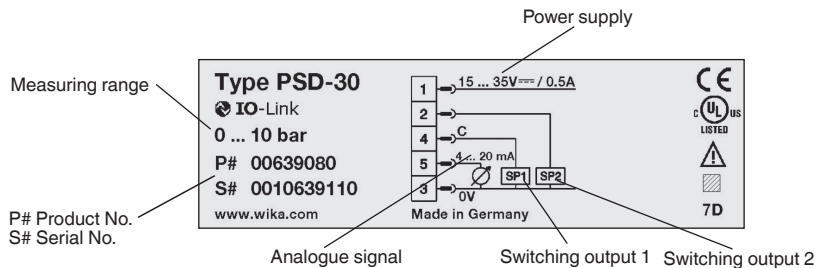 Power supply
Measuring range
Type PSD-30
IO-Link
0 ... 10 bar
P# 00639080
S# 0010639110
www.wika.com
1
15 ... 35V⎓ / 0.5A
2
4
C
5
4 ... 20 mA
3
0V
SP1
SP2
Made in Germany
CE
C UL US
LISTED
7D
P# Product No.
S# Serial No.
Analogue signal
Switching output 1
Switching output 2